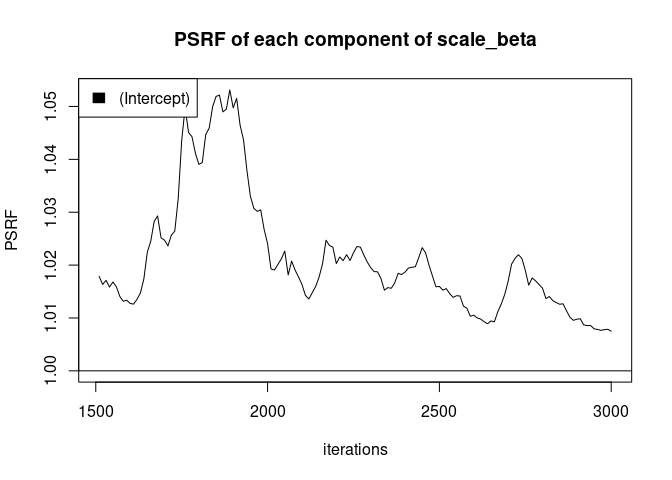 PSRF of each component of scale_beta
(Intercept)
PSRF
1.05
1.04
1.03
1.02
1.01
1.00
1500 2000 2500 3000
iterations